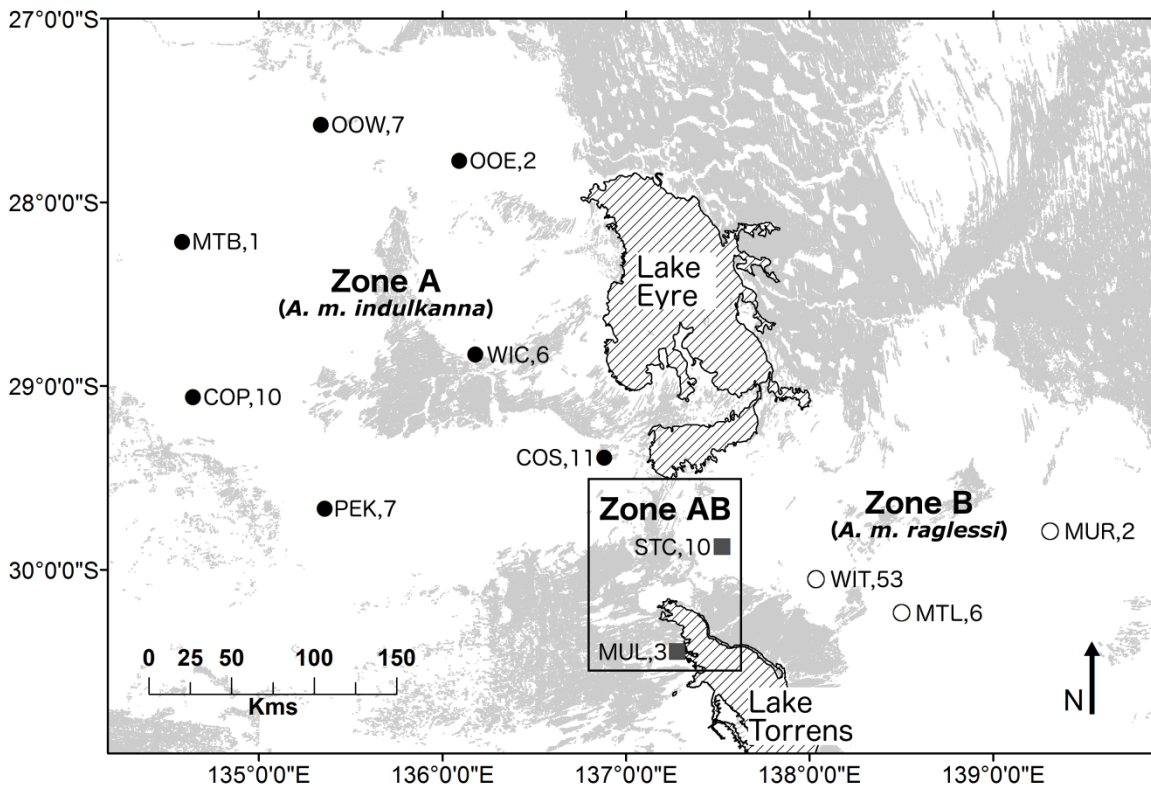 27°0'0"S
OOW,7
OOE,2
28°0'0"S
MTB,1
Zone A
(A. m. indulkanna)
Lake
Eyre
WIC,6
29°0'0"S
COP,10
COS,11
Zone AB
Zone B
(A. m. raglessi)
PEK,7
STC,10
MUR,2
30°0'0"S
WIT,53
MTL,6
MUL,3
0 25 50 100 150
Kms
Lake
Torrens
N
135°0'0"E 136°0'0"E 137°0'0"E 138°0'0"E 139°0'0"E